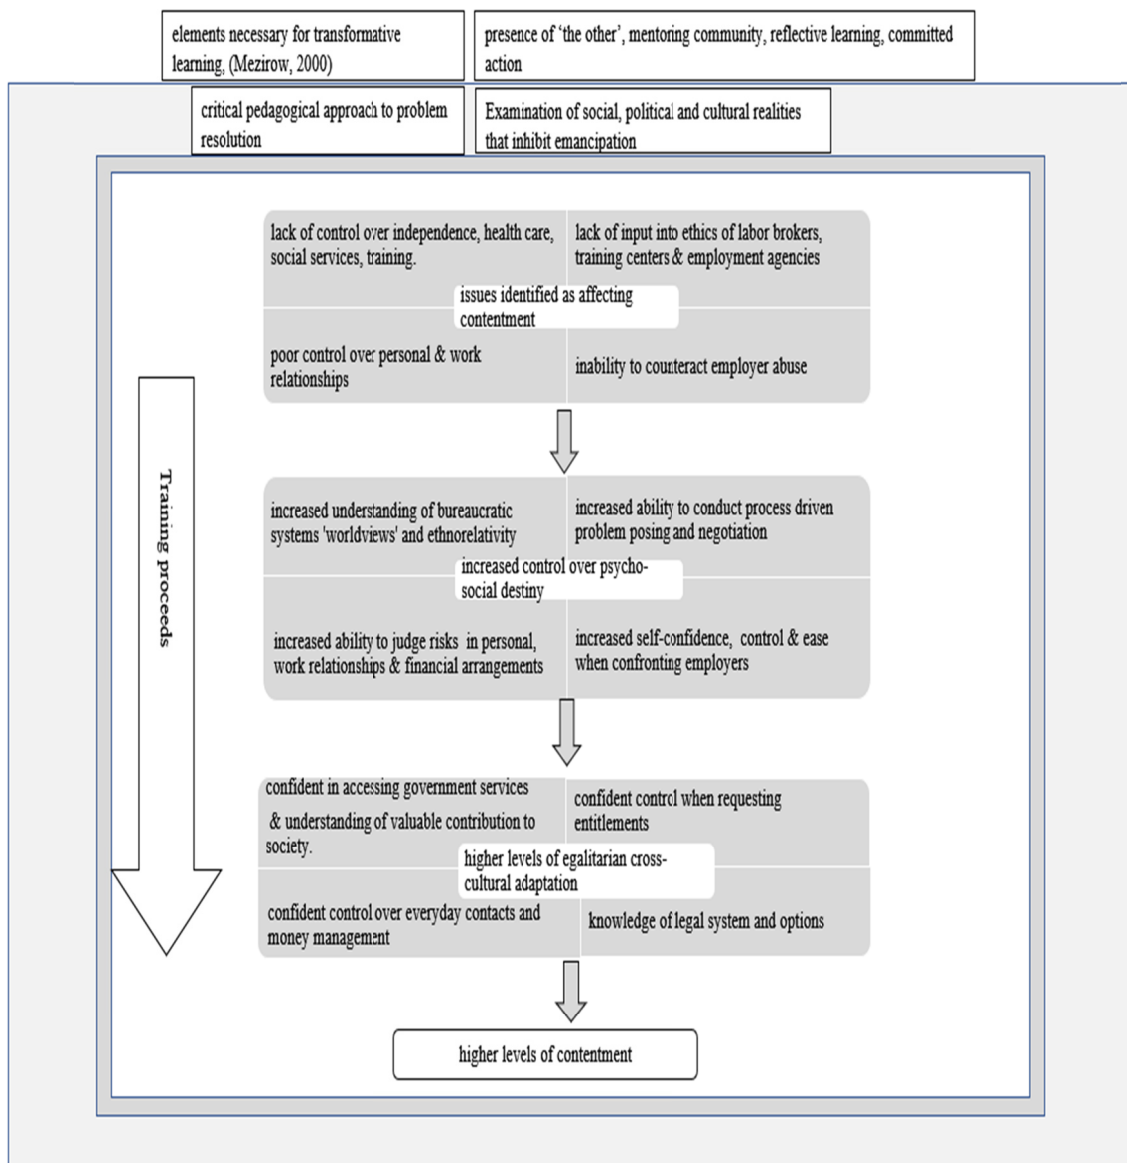 elements necessary for transformative
learning, (Mezirow, 2000)
presence of ‘the other’, mentoring community, reflective learning, committed
action
critical pedagogical approach to problem
resolution
Examination of social, political and cultural realities
that inhibit emancipation
lack of control over independence, health care,
social services, training.
lack of input into ethics of labor brokers,
training centers & employment agencies
issues identified as affecting
contentment
poor control over personal & work
relationships
inability to counteract employer abuse
Training proceeds
increased understanding of bureaucratic
systems 'worldviews' and ethnorelativity
increased ability to conduct process driven
problem posing and negotiation
increased control over psycho-
social destiny
increased ability to judge risks in personal,
work relationships & financial arrangements
increased self-confidence, control & ease
when confronting employers
confident in accessing government services
& understanding of valuable contribution to
society.
confident control when requesting
entitlements
higher levels of egalitarian cross-
cultural adaptation
confident control over everyday contacts and
money management
knowledge of legal system and options
higher levels of contentment